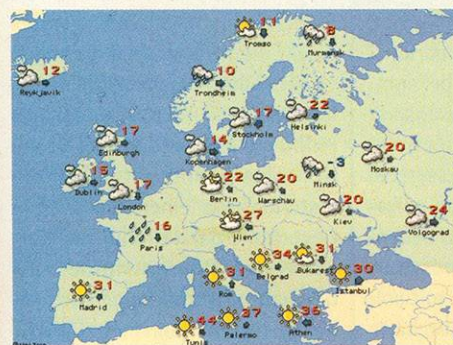 11
Tromso
8
Murmansk
12
Reykjavik
10
Trondheim
17
Stockholm
22
Helsinki
17
Edinburgh
14
Kopenhagen
20
Moskau
15
Dublin
17
London
22
Berlin
20
Warschau
-3
Minsk
20
Kiev
24
Volgograd
16
Paris
27
Wien
31
Madrid
31
Rom
34
Belgrad
31
Bukarest
30
Istanbul
44
Tunis
37
Palermo
36
Athen